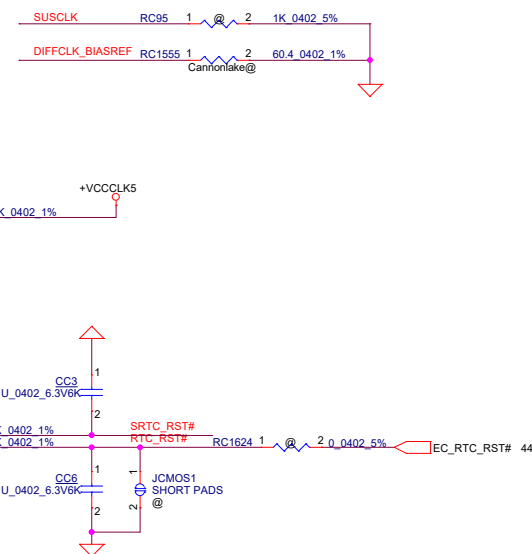 SUSCLK RC95 1 @ 2 1K_0402_5%
DIFFCLK_BIASREF RC1555 1 2 60.4_0402_1%
Cannonlake@
+VCCCLK5
K_0402_1%
1
CC3
U_0402_6.3V6K
2
K_0402_1% SRTC_RST#
K_0402_1% RTC_RST# RC1624 1 @ 2 0_0402_5% EC_RTC_RST# 44
1 CC6 1 JCMOS1
U_0402_6.3V6K SHORT PADS
2 2 @